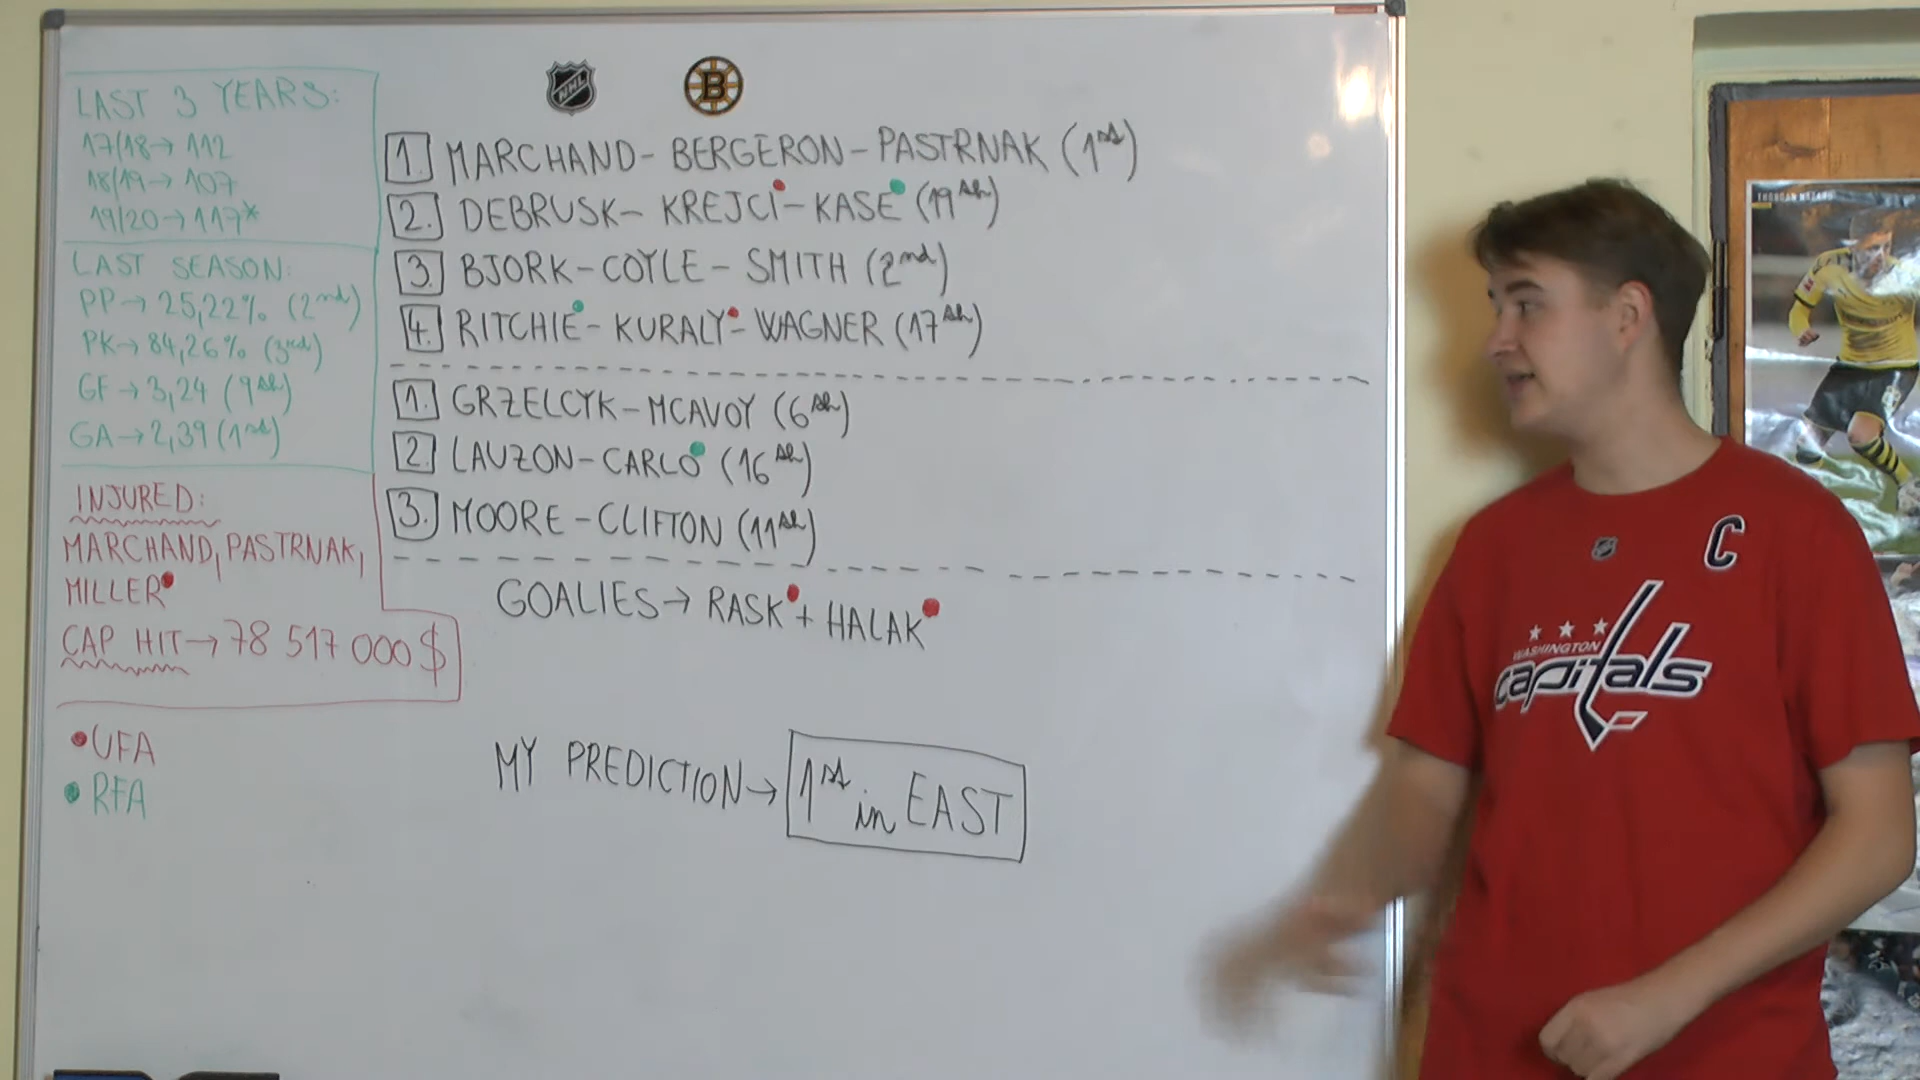 LAST 3 YEARS:
17/18→ 112
18/19→ 107
19/20→ 117*
LAST SEASON:
PP→ 25,22% (2nd)
PK→ 84,26% (3rd)
GF→ 3,24 (9th)
GA→ 2,39 (1st)
INJURED:
MARCHAND, PASTRNAK,
MILLER
CAP HIT→ 78 517 000$
UFA
RFA
NHL
B
1. MARCHAND- BERGERON- PASTRNAK (1st)
2. DEBRUSK- KREJCI- KASE (19th)
3. BJORK- COYLE- SMITH (2nd)
4. RITCHIE- KURALY- WAGNER (17th)
1. GRZELCYK- MCAVOY (6th)
2. LAUZON- CARLO (16th)
3. MOORE- CLIFTON (11th)
GOALIES→ RASK + HALAK
MY PREDICTION→ 1st in EAST
C
WASHINGTON
capitals